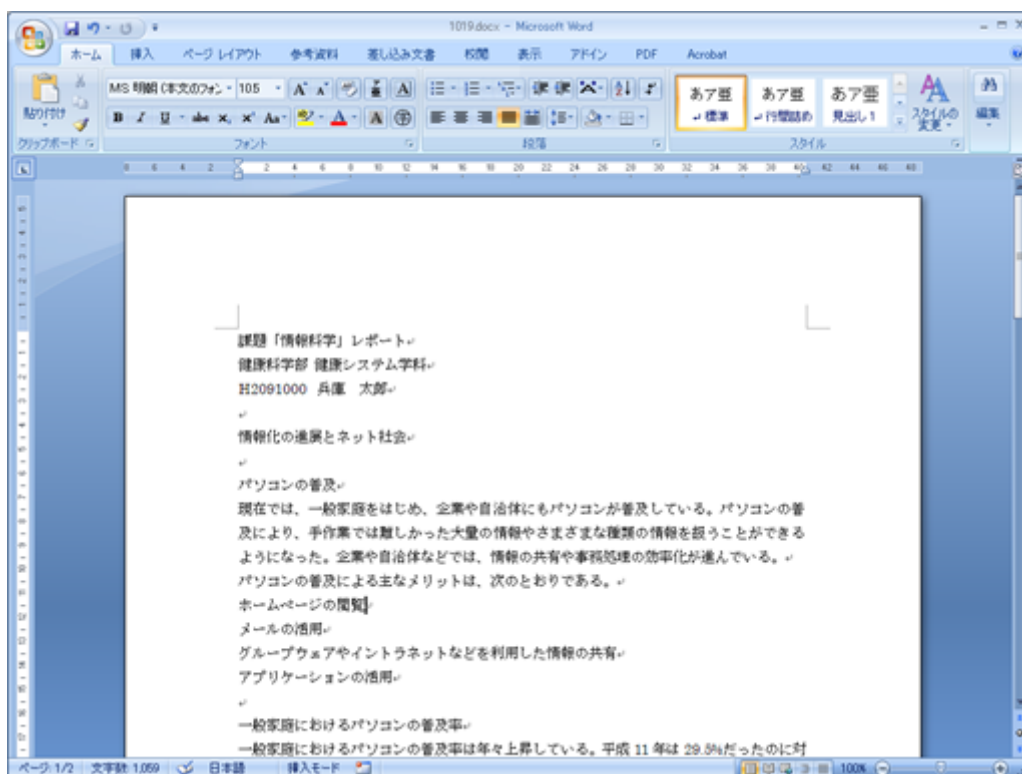 1019.docx - Microsoft Word
ホーム 挿入 ページ レイアウト 参考資料 差し込み文書 校閲 表示 アドイン PDF Acrobat
MS 明朝 (本文のフォン 10.5
あア亜 あア亜 あア亜
貼り付け
標準 行間詰め 見出し 1 スタイルの変更 編集
クリップボード フォント 段落 スタイル
課題「情報科学」レポート
健康科学部 健康システム学科
H2091000 兵庫 太郎
情報化の進展とネット社会
パソコンの普及
現在では、一般家庭をはじめ、企業や自治体にもパソコンが普及している。パソコンの普
及により、手作業では難しかった大量の情報やさまざまな種類の情報を扱うことができる
ようになった。企業や自治体などでは、情報の共有や事務処理の効率化が進んでいる。
パソコンの普及による主なメリットは、次のとおりである。
ホームページの閲覧
メールの活用
グループウェアやイントラネットなどを利用した情報の共有
アプリケーションの活用
一般家庭におけるパソコンの普及率
一般家庭におけるパソコンの普及率は年々上昇している。平成 11 年は 29.5%だったのに対
ページ: 1/2 文字数: 1,059 日本語 挿入モード 100%